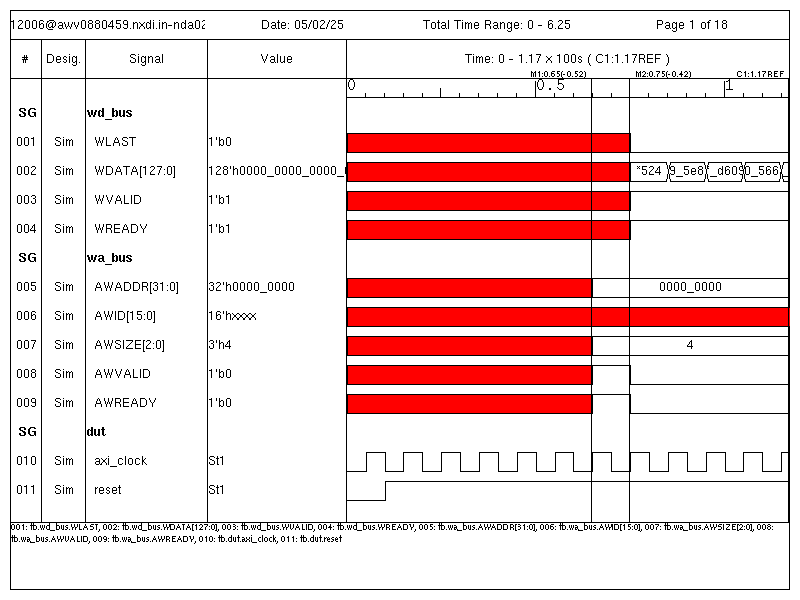 12006@awv0880459.nxdi.in-nda02 Date: 05/02/25 Total Time Range: 0 - 6.25 Page 1 of 18
# Desig. Signal Value Time: 0 - 1.17 x 100s ( C1:1.17REF )
M1:0.65(-0.52) M2:0.75(-0.42) C1:1.17REF
0 0.5 1
SG wd_bus
001 Sim WLAST 1'b0
002 Sim WDATA[127:0] 128'h0000_0000_0000_ *524 9_5e8 *_d609 0_566
003 Sim WVALID 1'b1
004 Sim WREADY 1'b1
SG wa_bus
005 Sim AWADDR[31:0] 32'h0000_0000 0000_0000
006 Sim AWID[15:0] 16'hxxxx
007 Sim AWSIZE[2:0] 3'h4 4
008 Sim AWVALID 1'b0
009 Sim AWREADY 1'b0
SG dut
010 Sim axi_clock St1
011 Sim reset St1
001: tb.wd_bus.WLAST, 002: tb.wd_bus.WDATA[127:0], 003: tb.wd_bus.WVALID, 004: tb.wd_bus.WREADY, 005: tb.wa_bus.AWADDR[31:0], 006: tb.wa_bus.AWID[15:0], 007: tb.wa_bus.AWSIZE[2:0], 008:
tb.wa_bus.AWVALID, 009: tb.wa_bus.AWREADY, 010: tb.dut.axi_clock, 011: tb.dut.reset